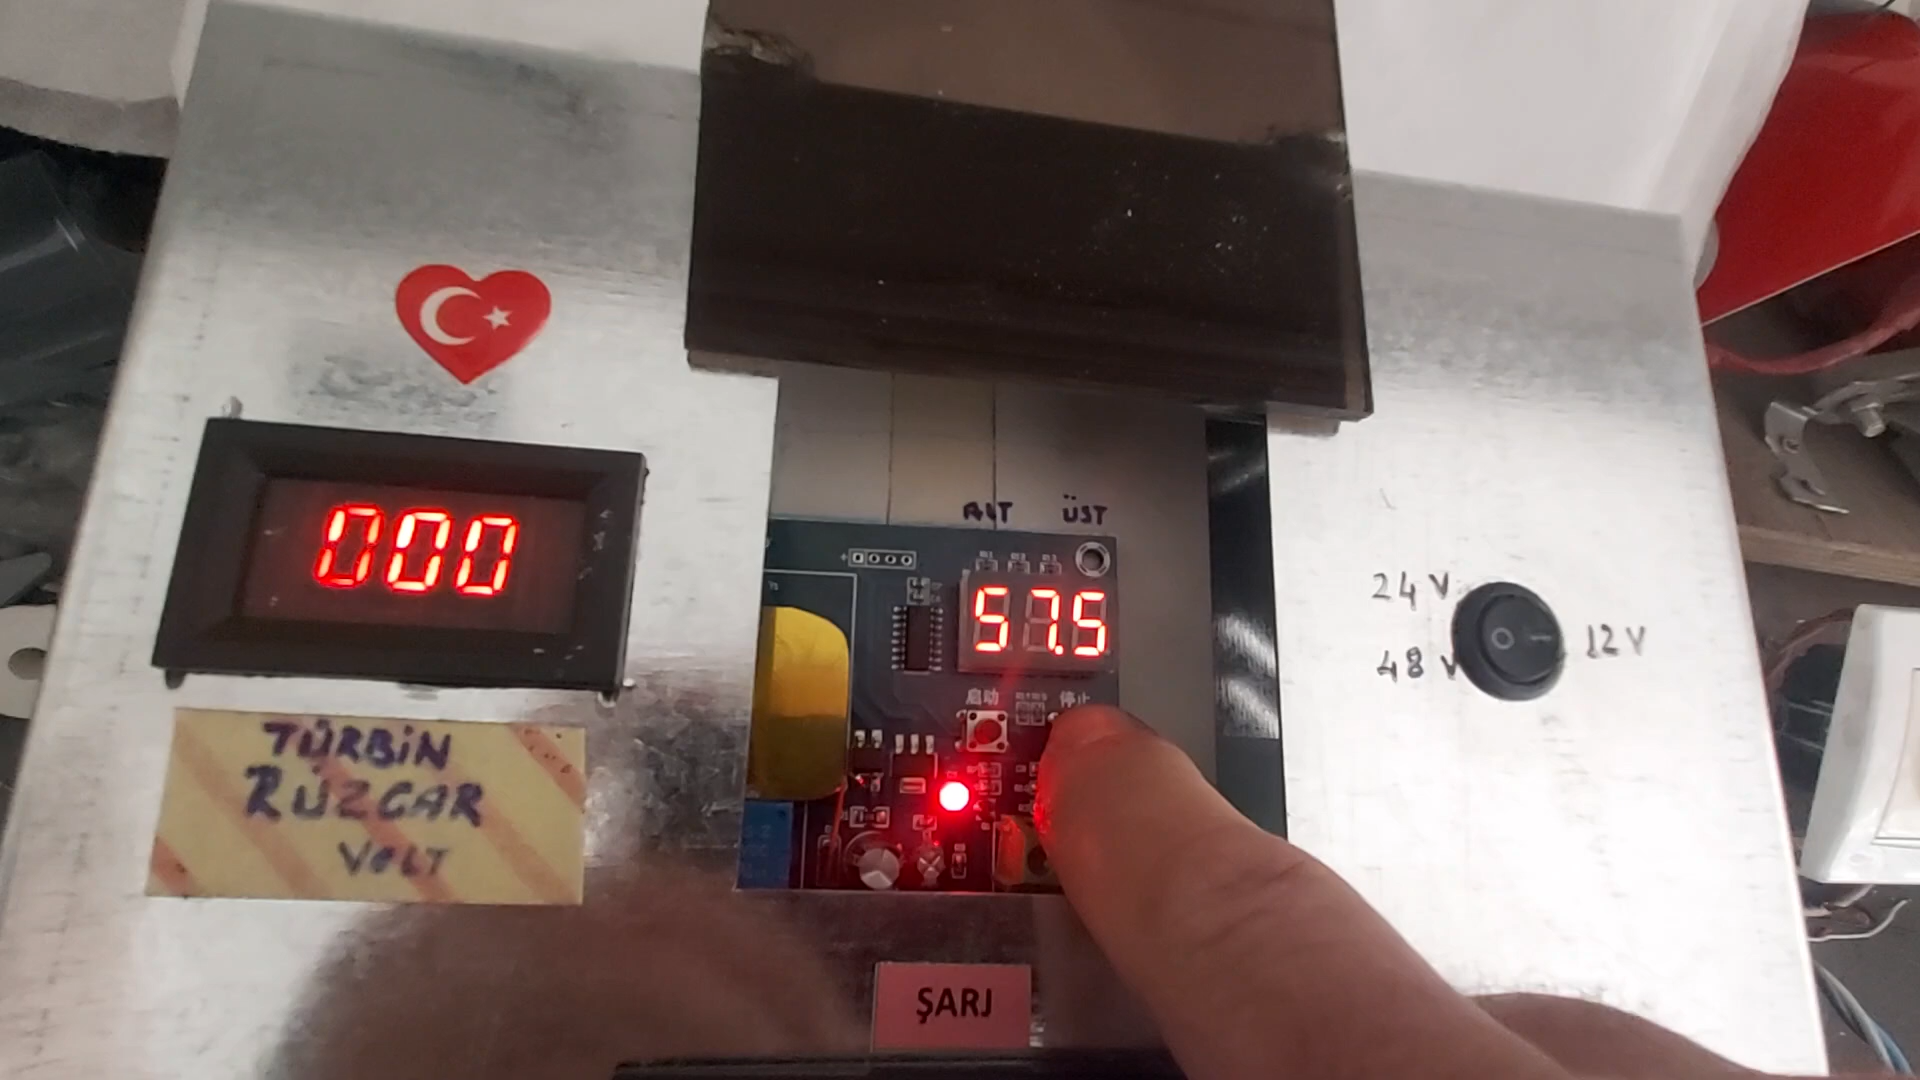 000
TÜRBİN
RÜZGAR
VOLT
ALT ÜST
57.5
启动 停止
ŞARJ
24 V
48 V
12 V